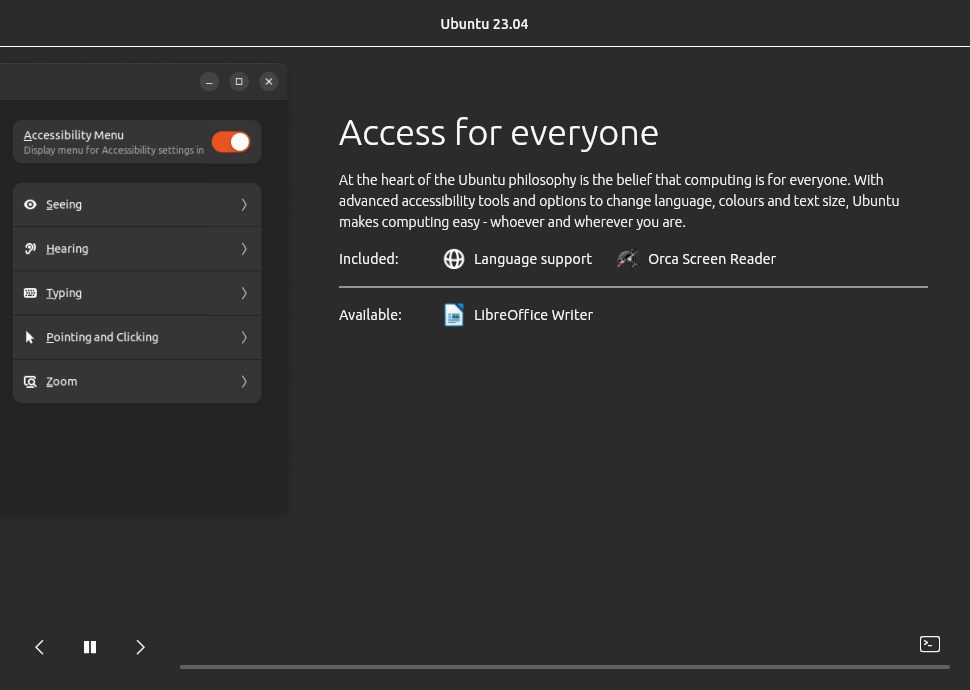 Ubuntu 23.04
Accessibility Menu
Display menu for Accessibility settings in
Seeing
Hearing
Typing
Pointing and Clicking
Zoom
Access for everyone
At the heart of the Ubuntu philosophy is the belief that computing is for everyone. With
advanced accessibility tools and options to change language, colours and text size, Ubuntu
makes computing easy - whoever and wherever you are.
Included: Language support Orca Screen Reader
Available: LibreOffice Writer